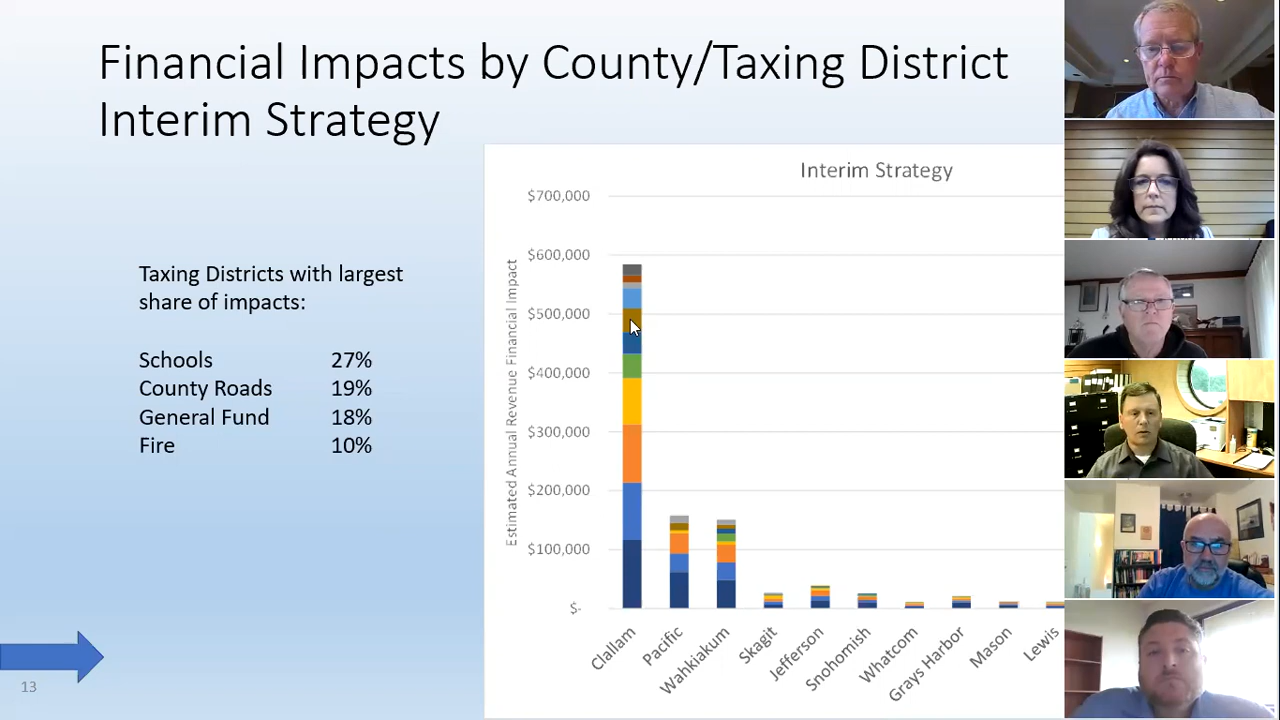 Financial Impacts by County/Taxing District
Interim Strategy
Taxing Districts with largest
share of impacts:
Schools 27%
County Roads 19%
General Fund 18%
Fire 10%
Interim Strategy
Estimated Annual Revenue Financial Impact
$700,000
$600,000
$500,000
$400,000
$300,000
$200,000
$100,000
$-
Clallam
Pacific
Wahkiakum
Skagit
Jefferson
Snohomish
Whatcom
Grays Harbor
Mason
Lewis
13